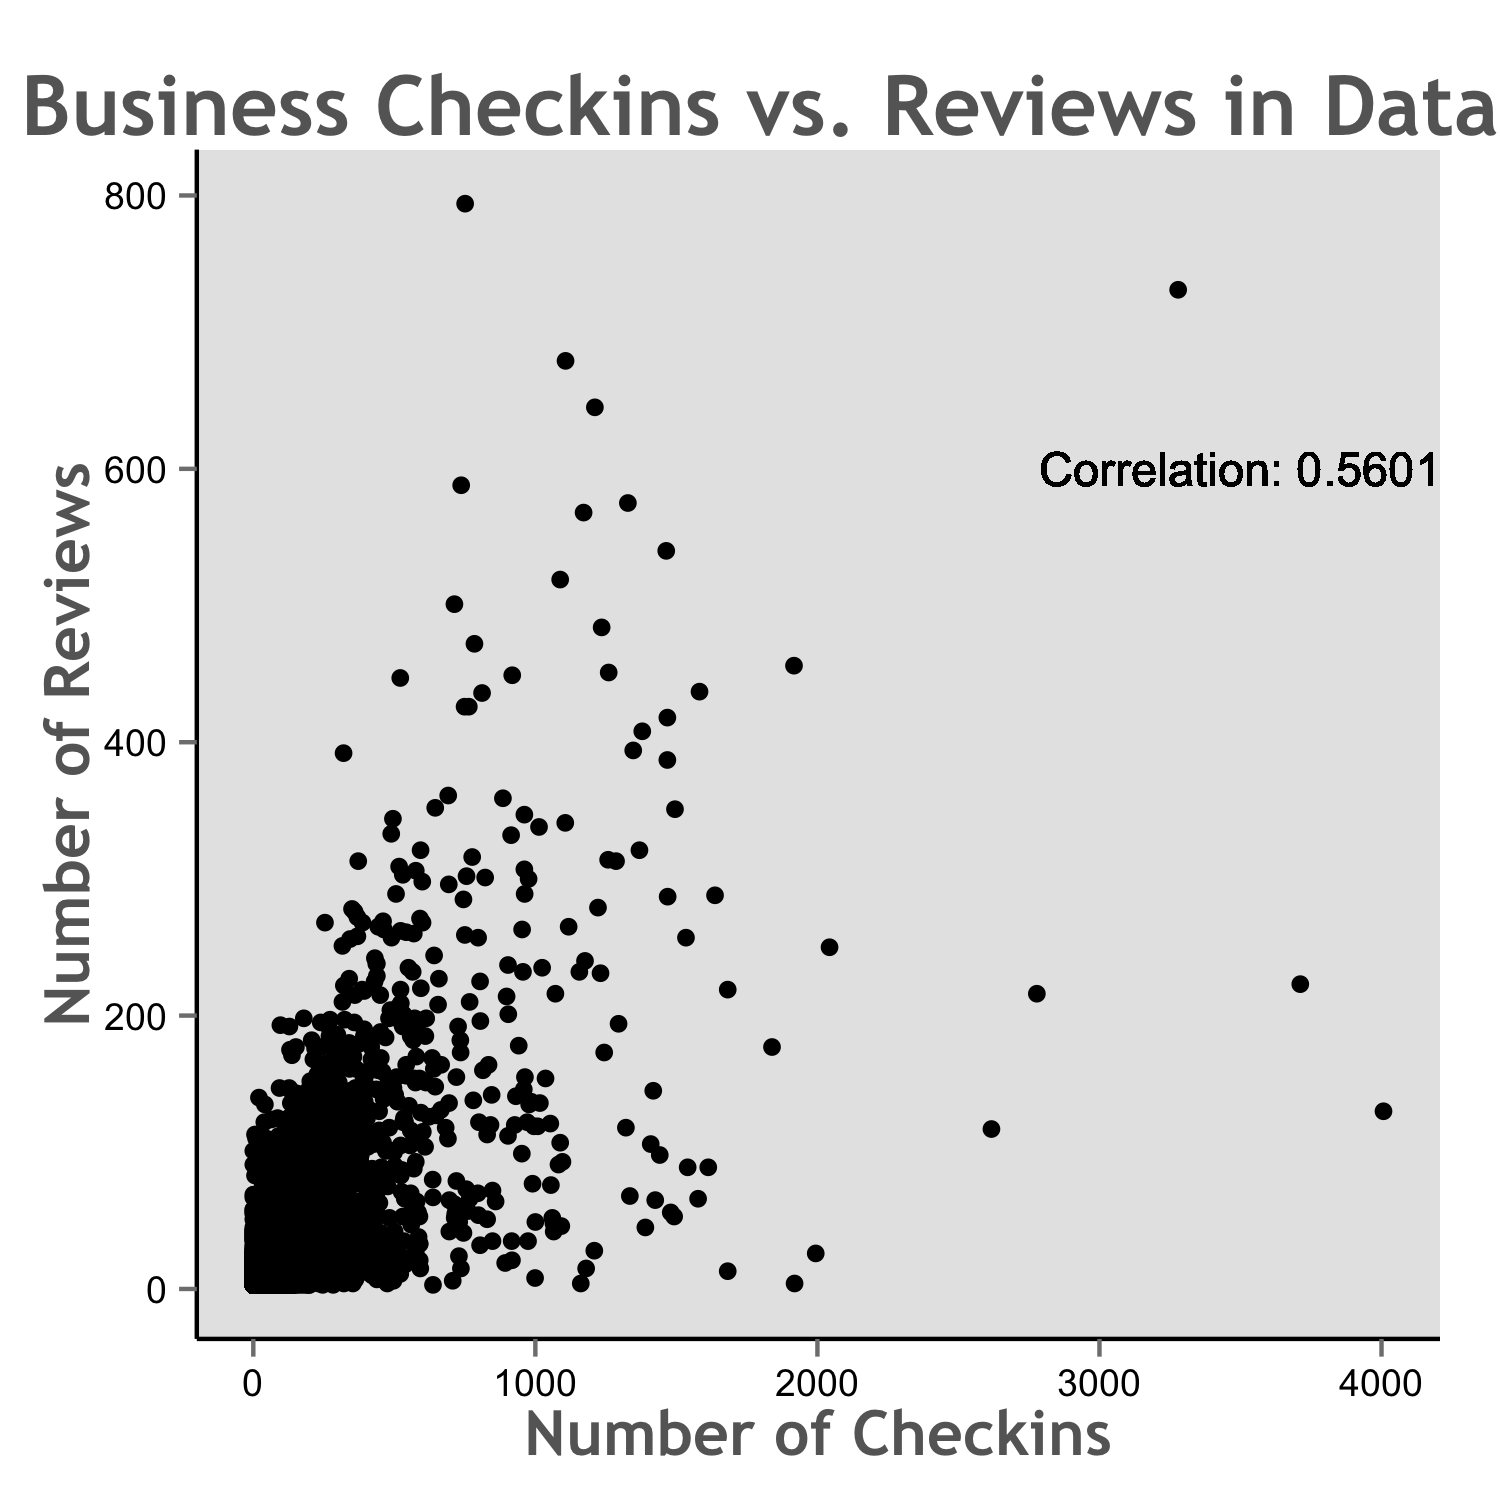 Business Checkins vs. Reviews in Data
800
600
400
200
0
Number of Reviews
Correlation: 0.5601
0 1000 2000 3000 4000
Number of Checkins